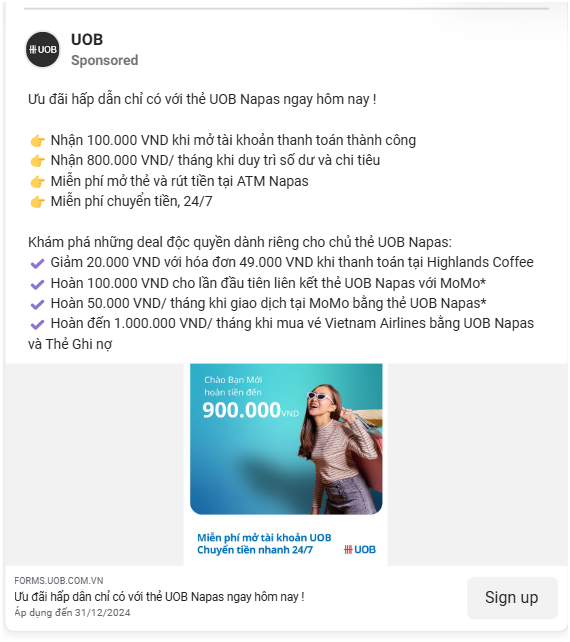 UOB
UOB
Sponsored
Ưu đãi hấp dẫn chỉ có với thẻ UOB Napas ngay hôm nay !
👉 Nhận 100.000 VND khi mở tài khoản thanh toán thành công
👉 Nhận 800.000 VND/ tháng khi duy trì số dư và chi tiêu
👉 Miễn phí mở thẻ và rút tiền tại ATM Napas
👉 Miễn phí chuyển tiền, 24/7
Khám phá những deal độc quyền dành riêng cho chủ thẻ UOB Napas:
✔ Giảm 20.000 VND với hóa đơn 49.000 VND khi thanh toán tại Highlands Coffee
✔ Hoàn 100.000 VND cho lần đầu tiên liên kết thẻ UOB Napas với MoMo*
✔ Hoàn 50.000 VND/ tháng khi giao dịch tại MoMo bằng thẻ UOB Napas*
✔ Hoàn đến 1.000.000 VND/ tháng khi mua vé Vietnam Airlines bằng UOB Napas
và Thẻ Ghi nợ
Chào Bạn Mới
hoàn tiền đến
900.000VND
Miễn phí mở tài khoản UOB
Chuyển tiền nhanh 24/7
UOB
FORMS.UOB.COM.VN
Ưu đãi hấp dẫn chỉ có với thẻ UOB Napas ngay hôm nay !
Áp dụng đến 31/12/2024
Sign up